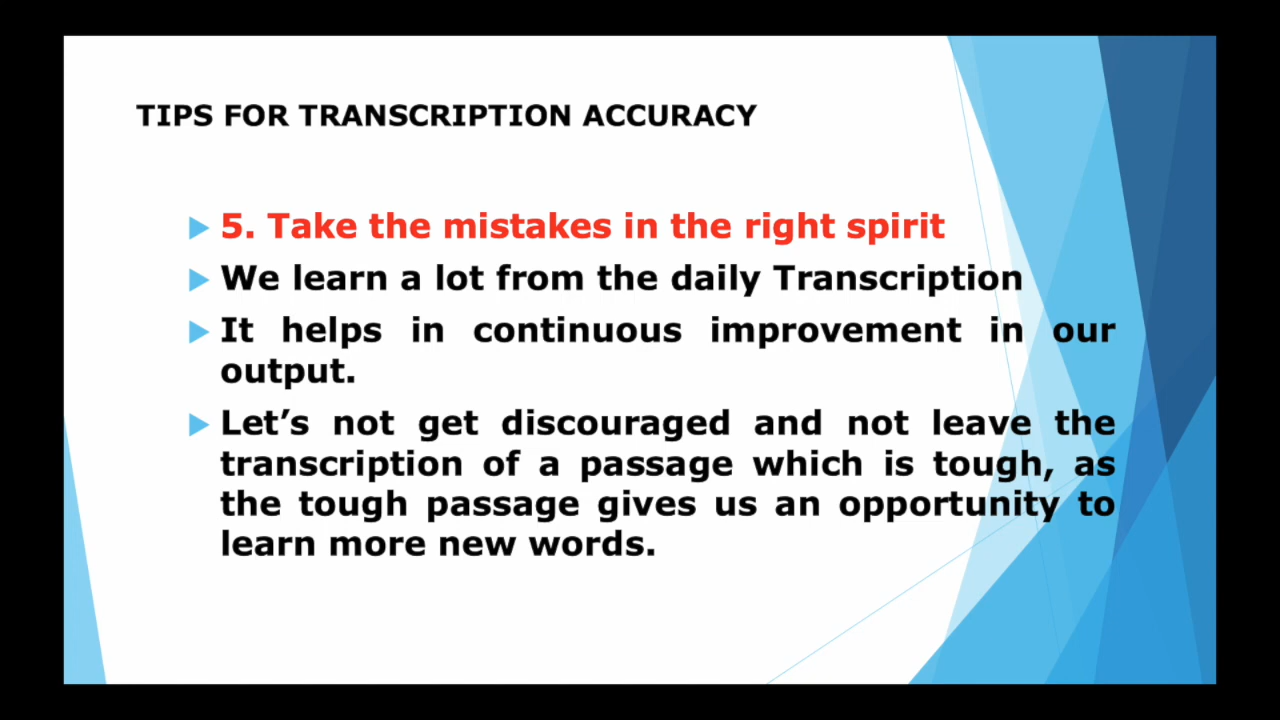 TIPS FOR TRANSCRIPTION ACCURACY
5. Take the mistakes in the right spirit
We learn a lot from the daily Transcription
It helps in continuous improvement in our
output.
Let’s not get discouraged and not leave the
transcription of a passage which is tough, as
the tough passage gives us an opportunity to
learn more new words.